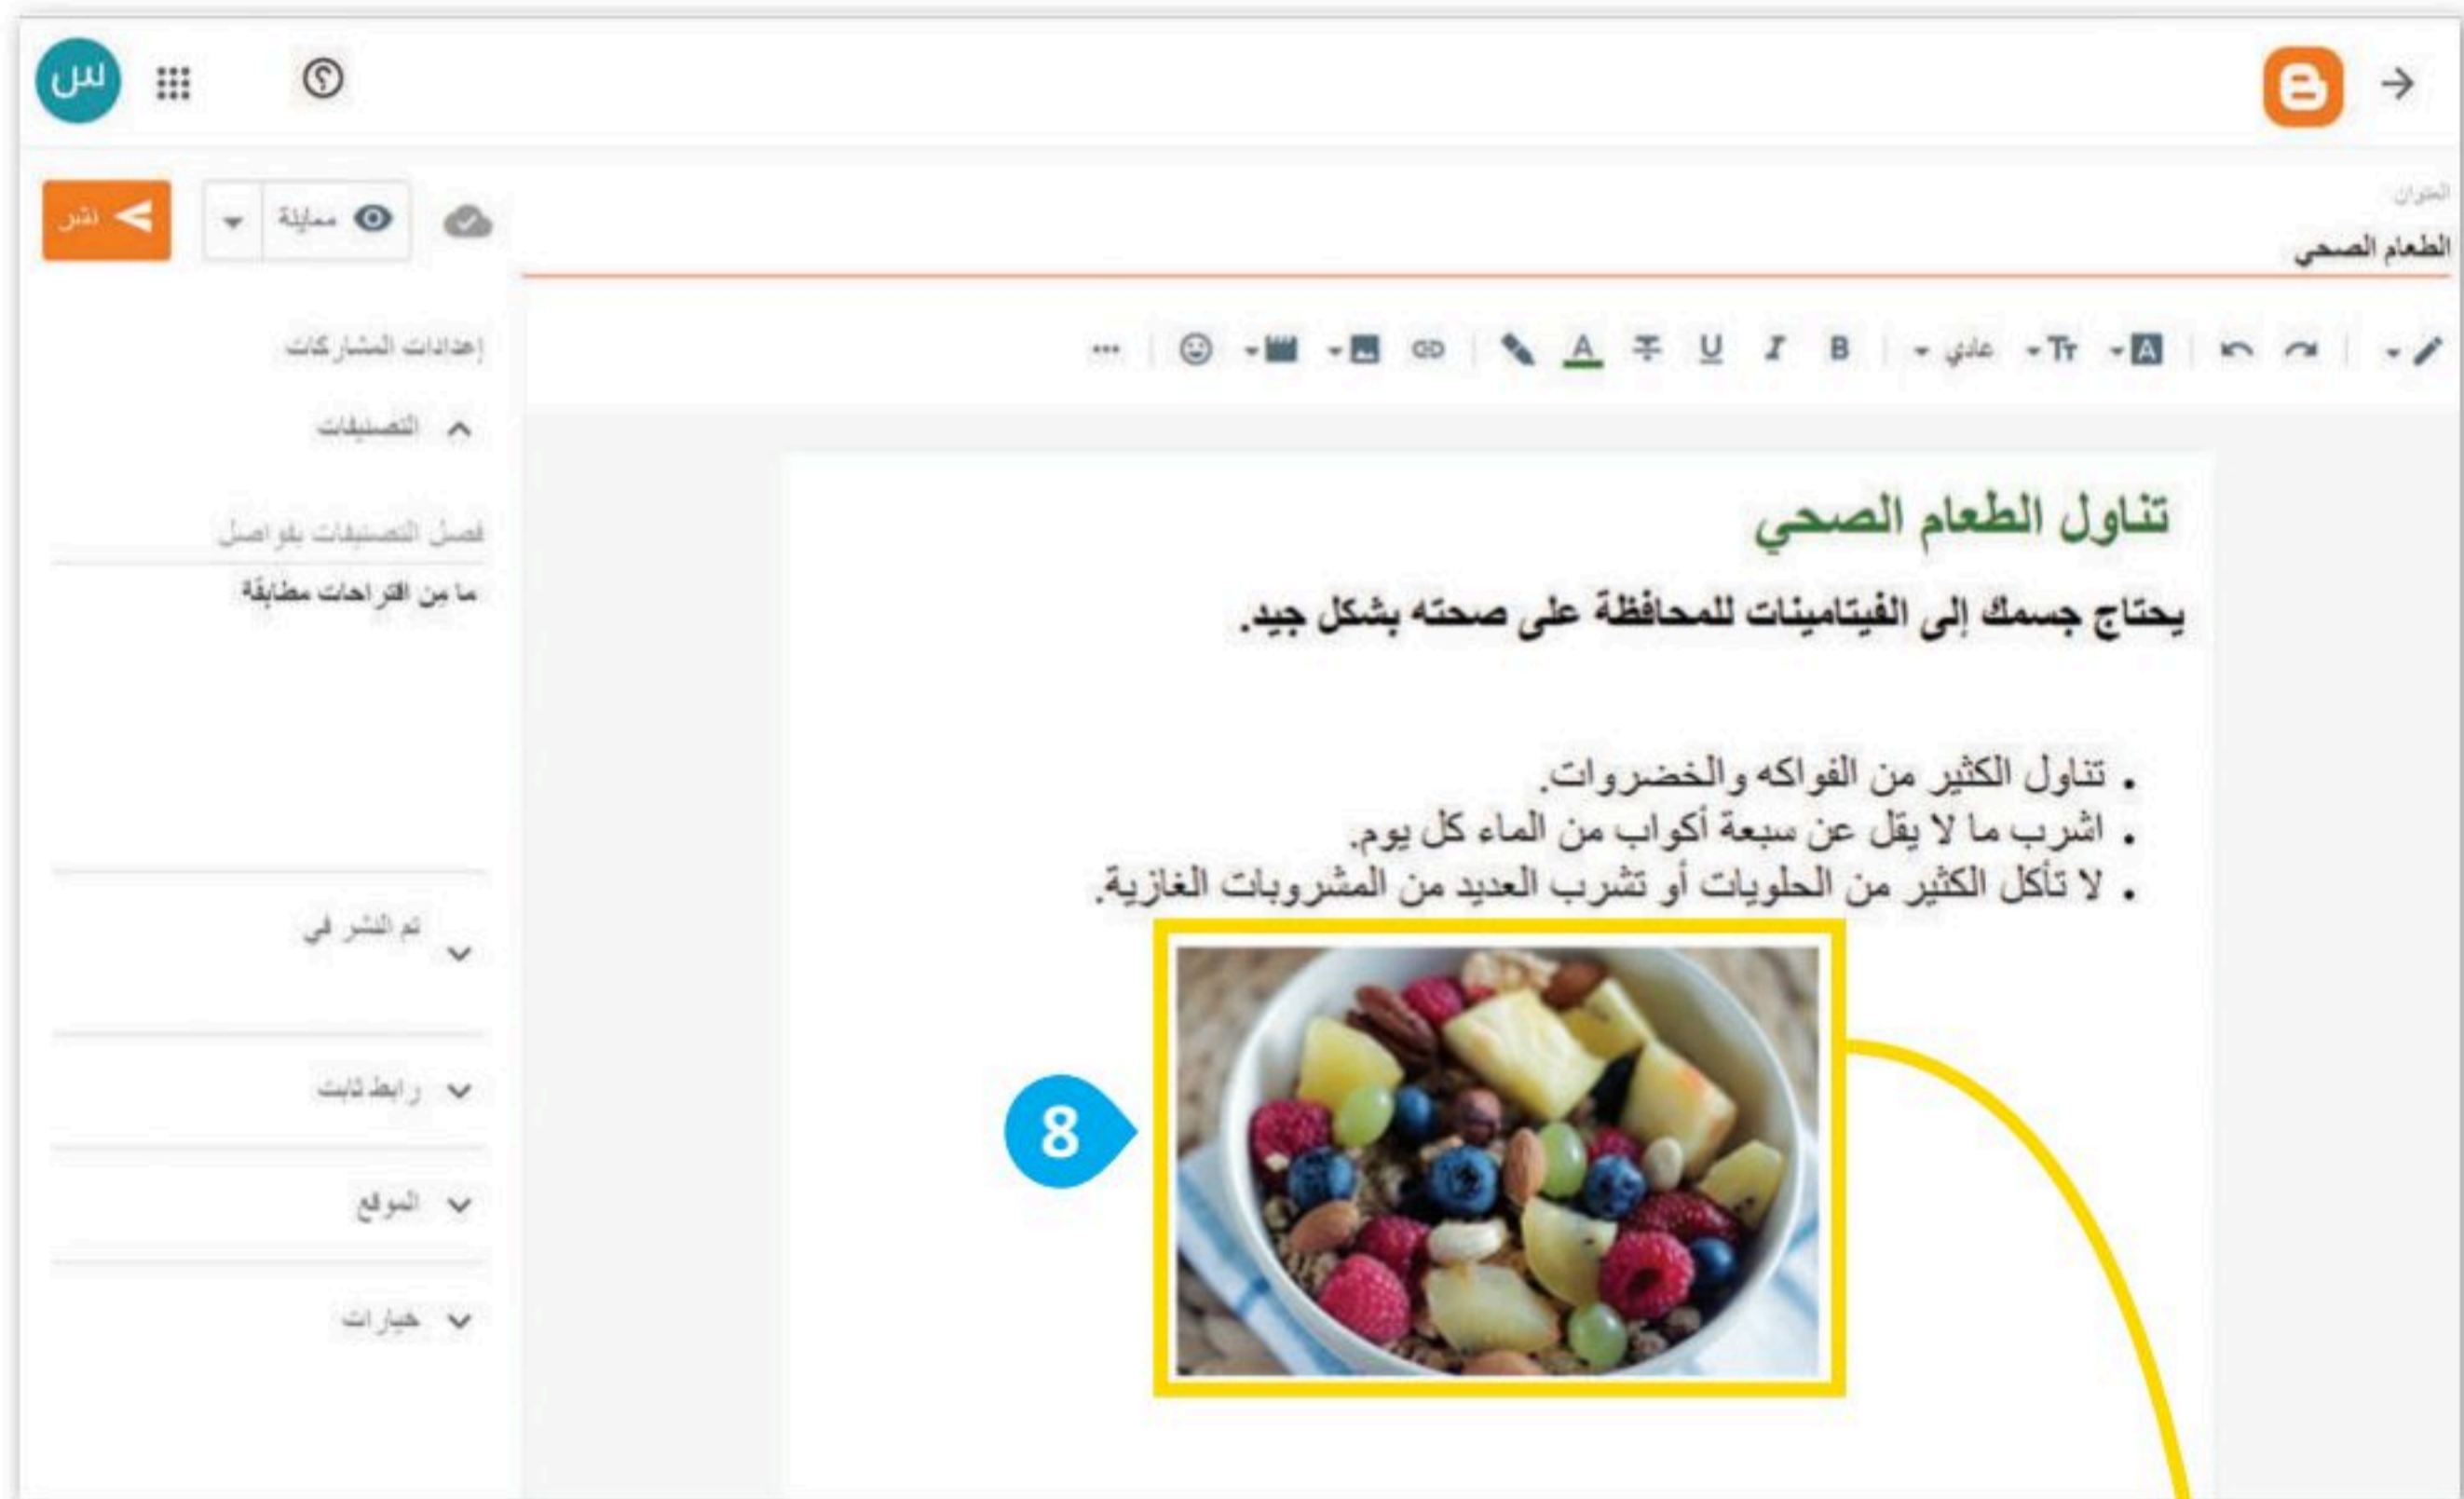 س
العنوان
الطعام الصحي
نشر
معاينة
عادي
إعدادات المشاركات
التصنيفات
فصل التصنيفات بفواصل
ما من اقتراحات مطابقة
تم النشر في
رابط ثابت
الموقع
خيارات
تناول الطعام الصحي
يحتاج جسمك إلى الفيتامينات للمحافظة على صحته بشكل جيد.
• تناول الكثير من الفواكه والخضروات.
• اشرب ما لا يقل عن سبعة أكواب من الماء كل يوم.
• لا تأكل الكثير من الحلويات أو تشرب العديد من المشروبات الغازية.
8